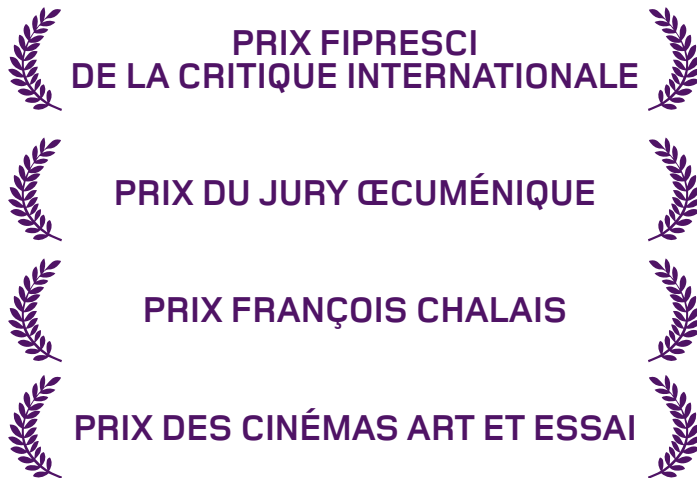 PRIX FIPRESCI
DE LA CRITIQUE INTERNATIONALE
PRIX DU JURY ŒCUMÉNIQUE
PRIX FRANÇOIS CHALAIS
PRIX DES CINÉMAS ART ET ESSAI